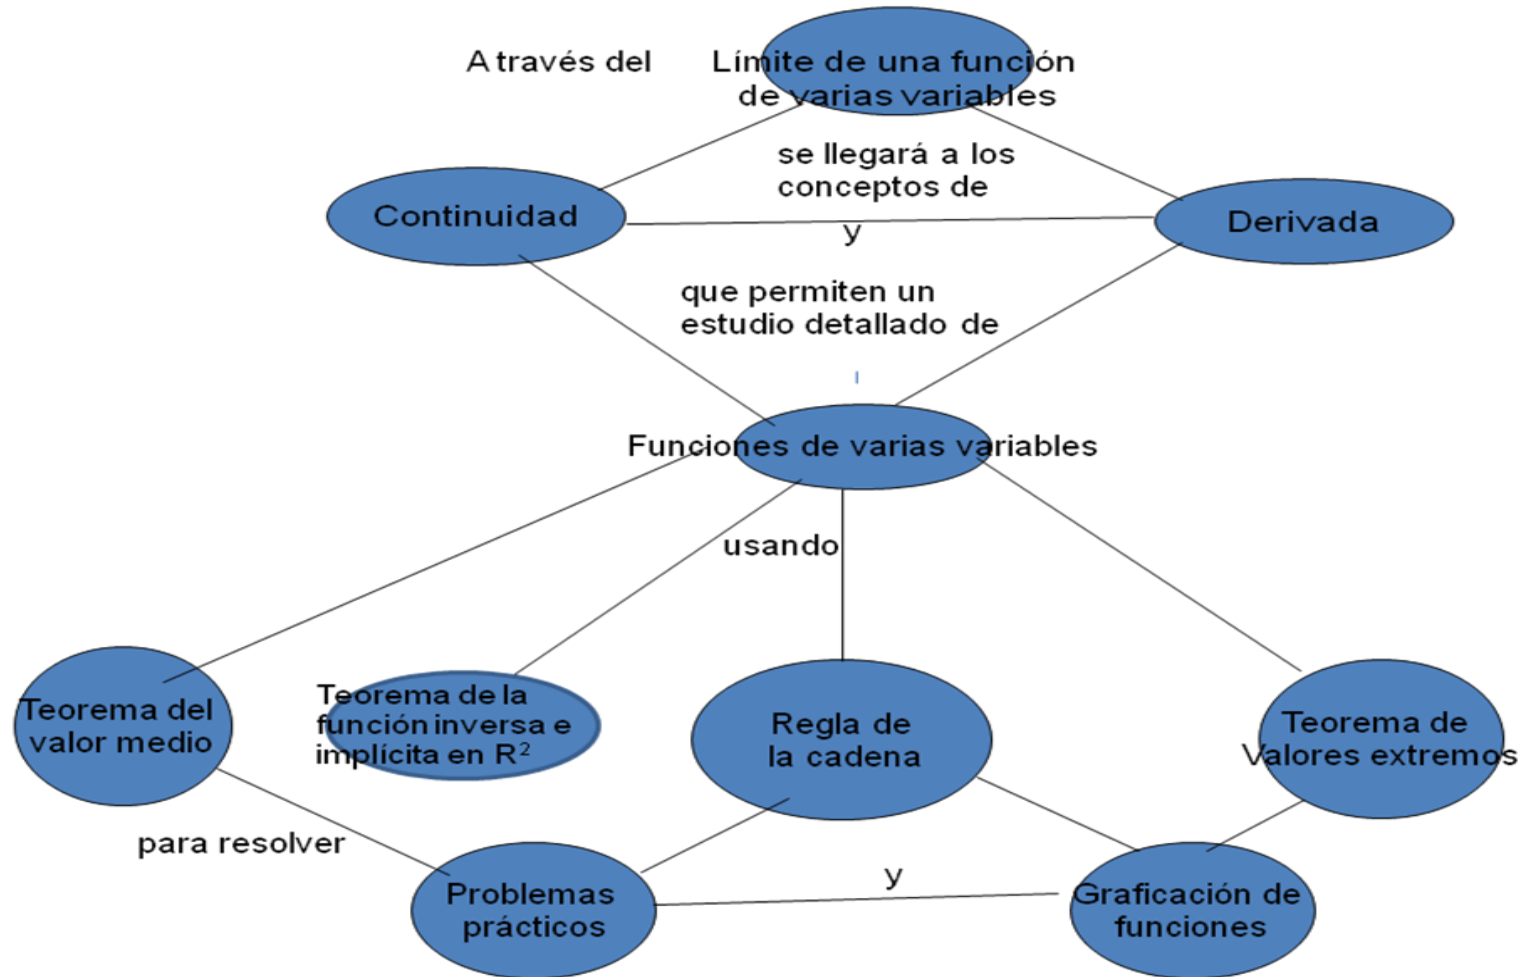 A través del
Límite de una función
de varias variables
se llegará a los
conceptos de
Continuidad
y
Derivada
que permiten un
estudio detallado de
Funciones de varias variables
usando
Teorema del
valor medio
Teorema de la
función inversa e
implícita en R²
Regla de
la cadena
Teorema de
Valores extremos
para resolver
Problemas
prácticos
y
Graficación de
funciones